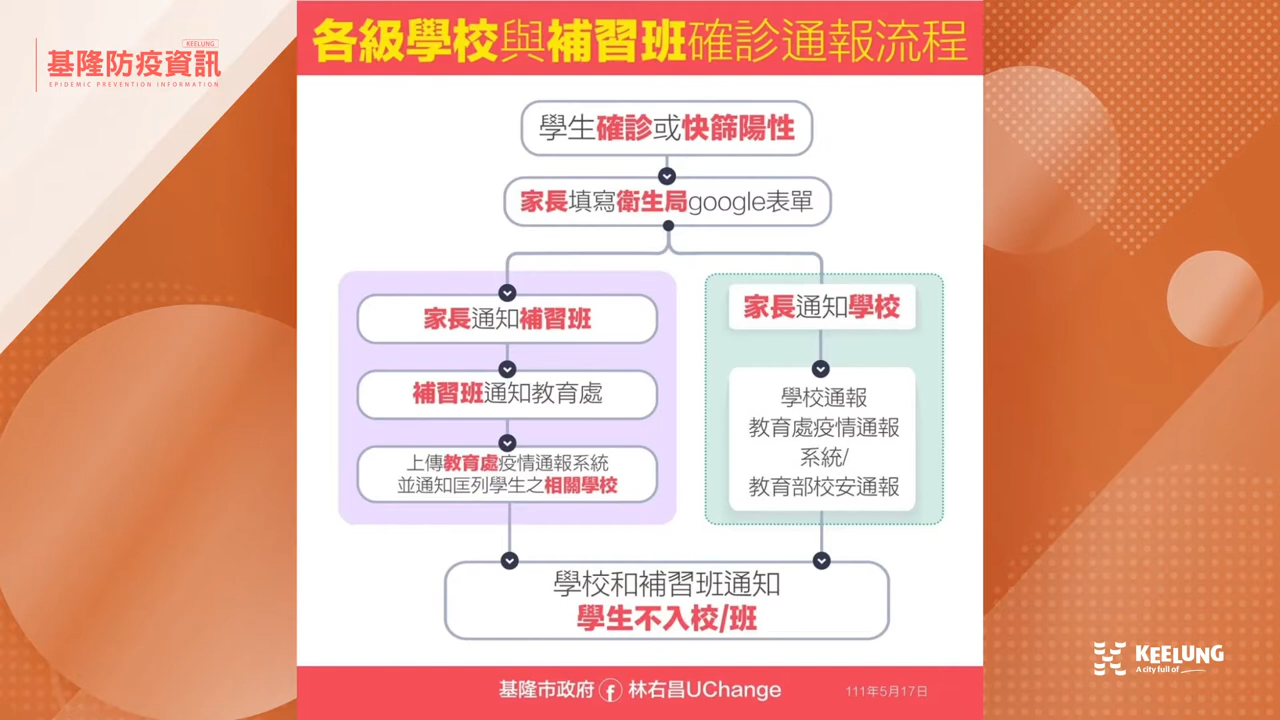 基隆防疫資訊
KEELUNG
EPIDEMIC PREVENTION INFORMATION
各級學校與補習班確診通報流程
學生確診或快篩陽性
家長填寫衛生局google表單
家長通知補習班
補習班通知教育處
上傳教育處疫情通報系統
並通知匡列學生之相關學校
家長通知學校
學校通報
教育處疫情通報
系統/
教育部校安通報
學校和補習班通知
學生不入校/班
基隆市政府 f 林右昌UChange
111年5月17日
KEELUNG
A city full of